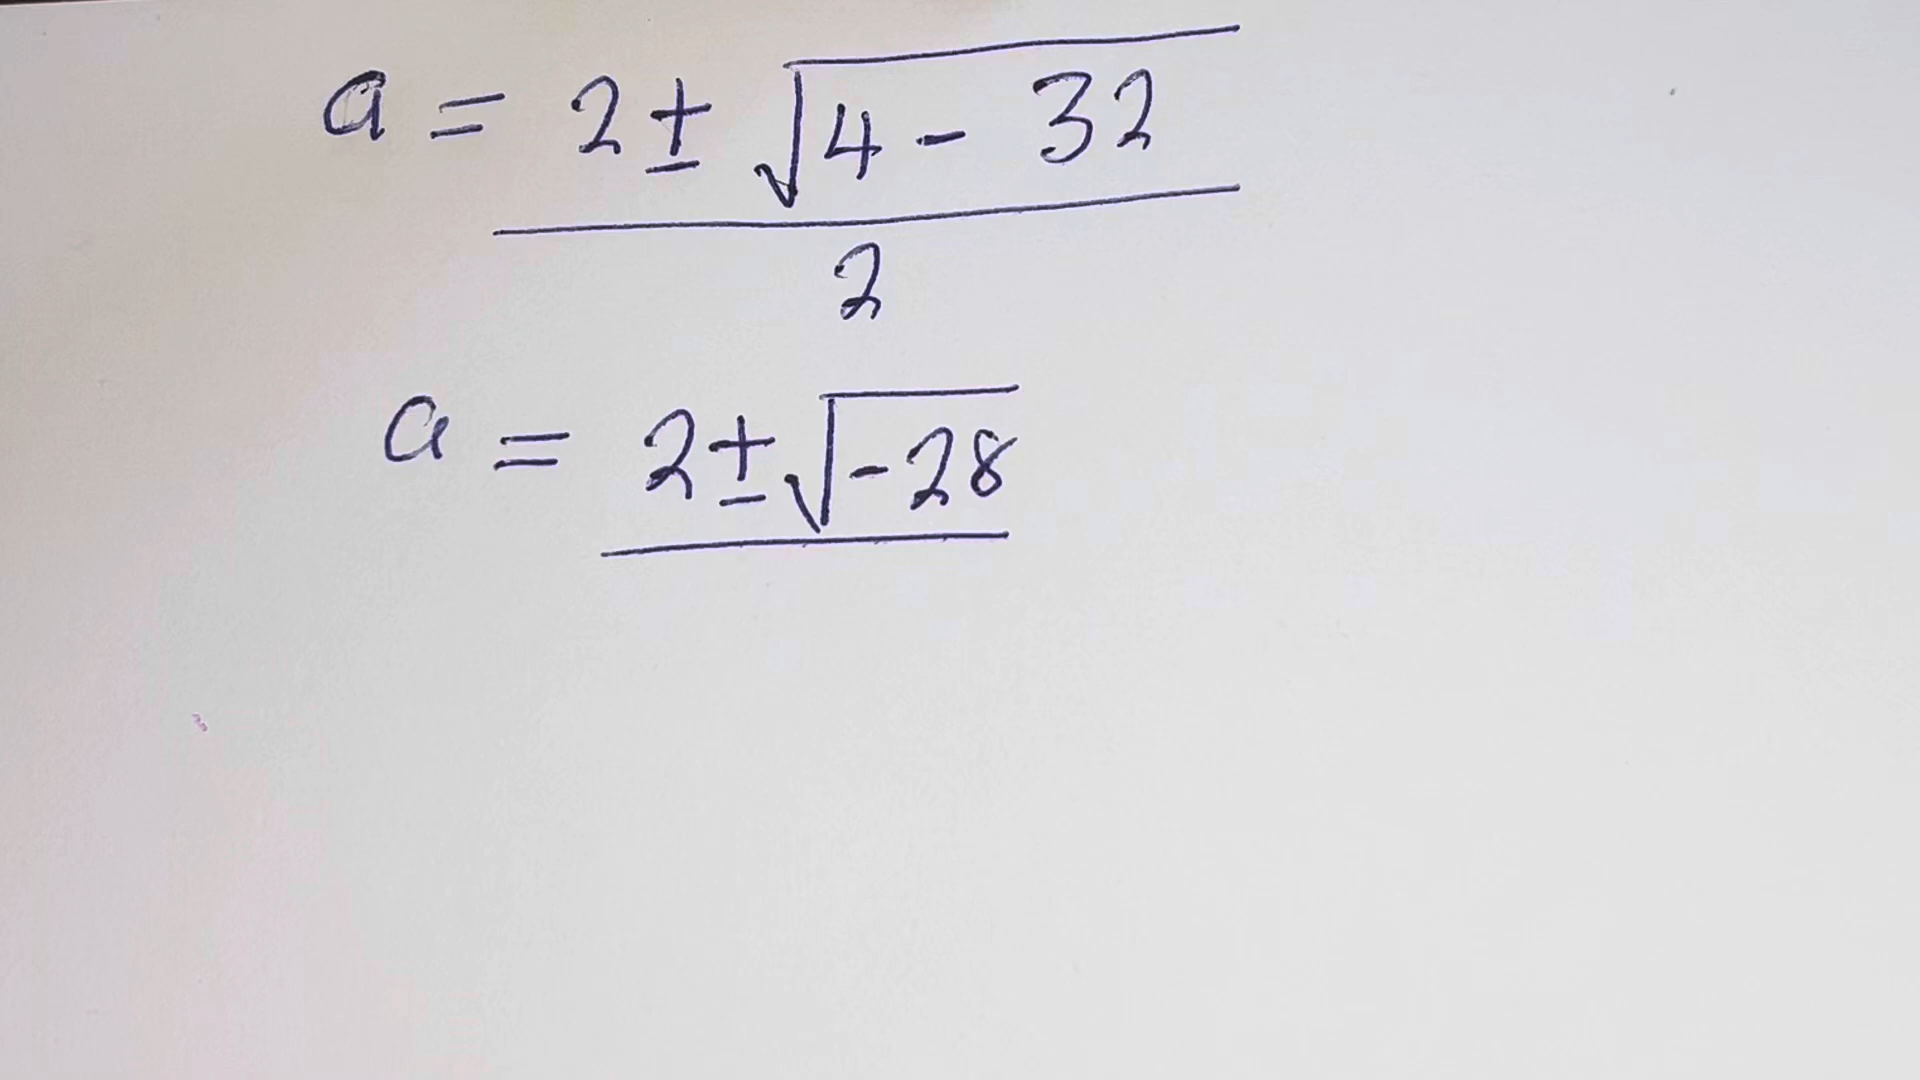 a = 2 ± √4 - 32
2
a = 2 ± √-28